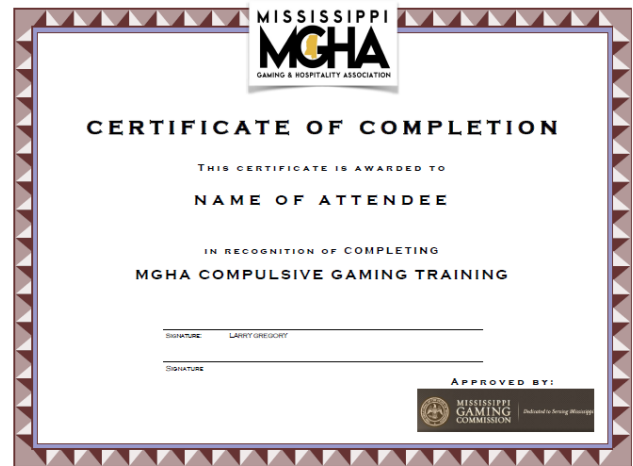 MISSISSIPPI
MGHA
GAMING & HOSPITALITY ASSOCIATION
CERTIFICATE OF COMPLETION
THIS CERTIFICATE IS AWARDED TO
NAME OF ATTENDEE
IN RECOGNITION OF COMPLETING
MGHA COMPULSIVE GAMING TRAINING
SIGNATURE: LARRY GREGORY
SIGNATURE
APPROVED BY:
MISSISSIPPI
GAMING
COMMISSION
Dedicated to Serving Mississipp